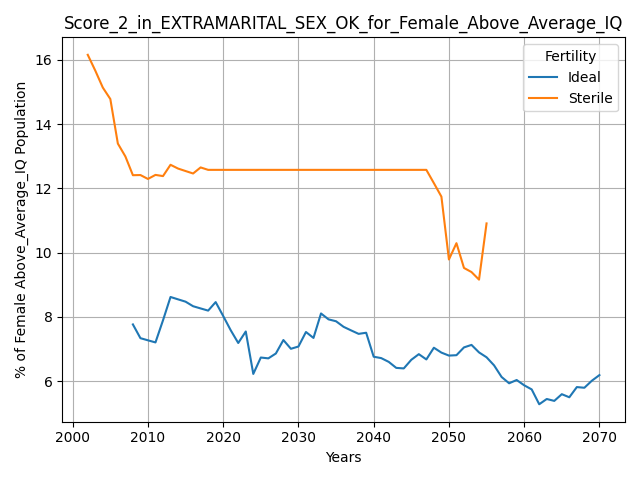 Score_2_in_EXTRAMARITAL_SEX_OK_for_Female_Above_Average_IQ
Fertility
Ideal
Sterile
% of Female Above_Average_IQ Population
16
14
12
10
8
6
2000 2010 2020 2030 2040 2050 2060 2070
Years